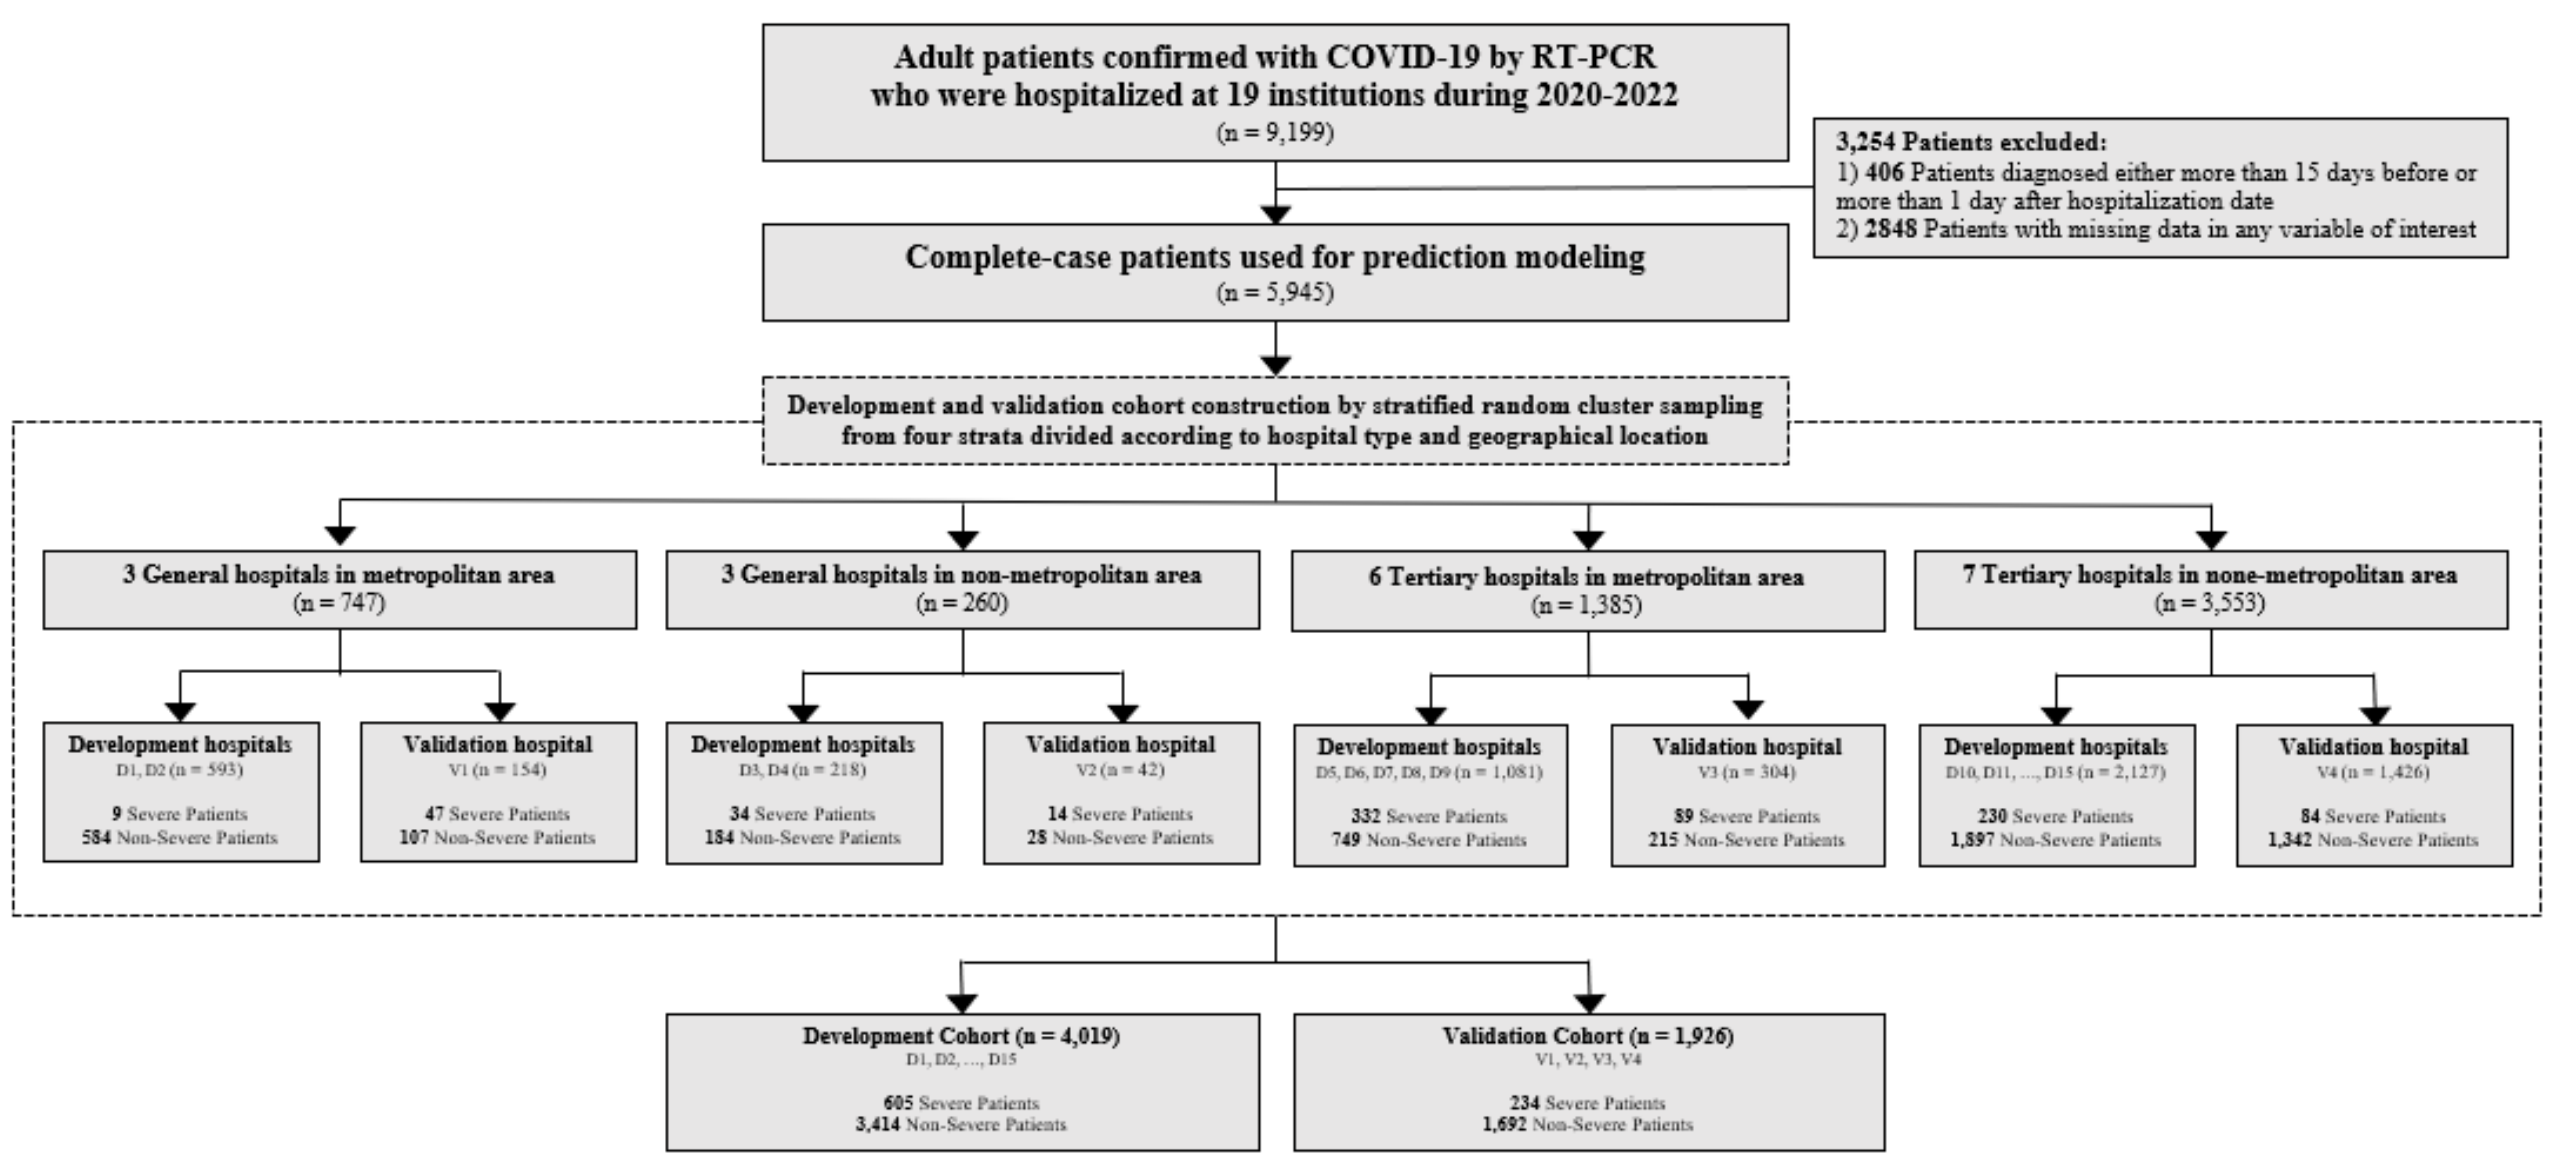 Adult patients confirmed with COVID-19 by RT-PCR
who were hospitalized at 19 institutions during 2020-2022
(n = 9,199)
3,254 Patients excluded:
1) 406 Patients diagnosed either more than 15 days before or
more than 1 day after hospitalization date
2) 2848 Patients with missing data in any variable of interest
Complete-case patients used for prediction modeling
(n = 5,945)
Development and validation cohort construction by stratified random cluster sampling
from four strata divided according to hospital type and geographical location
3 General hospitals in metropolitan area
(n = 747)
3 General hospitals in non-metropolitan area
(n = 260)
6 Tertiary hospitals in metropolitan area
(n = 1,385)
7 Tertiary hospitals in none-metropolitan area
(n = 3,553)
Development hospitals
D1, D2 (n = 593)
9 Severe Patients
584 Non-Severe Patients
Validation hospital
V1 (n = 154)
47 Severe Patients
107 Non-Severe Patients
Development hospitals
D3, D4 (n = 218)
34 Severe Patients
184 Non-Severe Patients
Validation hospital
V2 (n = 42)
14 Severe Patients
28 Non-Severe Patients
Development hospitals
D5, D6, D7, D8, D9 (n = 1,081)
332 Severe Patients
749 Non-Severe Patients
Validation hospital
V3 (n = 304)
89 Severe Patients
215 Non-Severe Patients
Development hospitals
D10, D11, ..., D15 (n = 2,127)
230 Severe Patients
1,897 Non-Severe Patients
Validation hospital
V4 (n = 1,426)
84 Severe Patients
1,342 Non-Severe Patients
Development Cohort (n = 4,019)
D1, D2, ..., D15
605 Severe Patients
3,414 Non-Severe Patients
Validation Cohort (n = 1,926)
V1, V2, V3, V4
234 Severe Patients
1,692 Non-Severe Patients